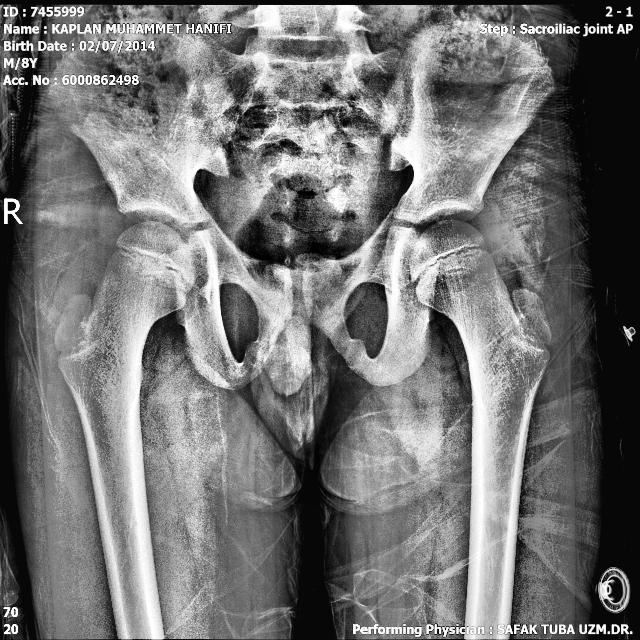 ID : 7455999
2 - 1
Name : KAPLAN MUHAMMET HANIFI
Step : Sacroiliac joint AP
Birth Date : 02/07/2014
M/8Y
Acc. No : 6000862498
R
70
20
Performing Physician : SAFAK TUBA UZM.DR.